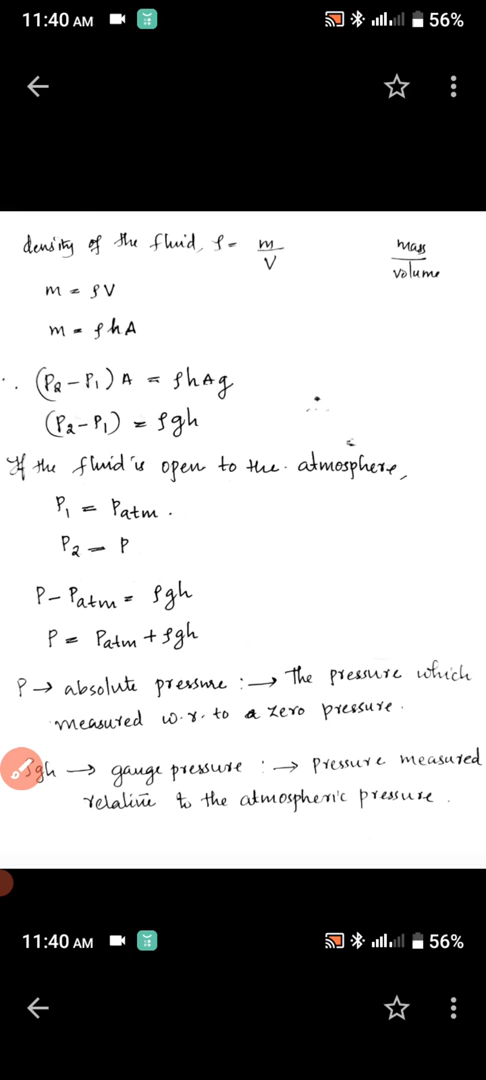 11:40 AM 56%
density of the fluid, ρ = m/V mass/volume
m = ρV
m = ρhA
∴ (P₂-P₁) A = ρhAg
(P₂-P₁) = ρgh
If the fluid is open to the atmosphere,
P₁ = Patm.
P₂ = P
P-Patm = ρgh
P = Patm + ρgh
P → absolute pressure :→ The pressure which
measured w.r.to a zero pressure.
ρgh → gauge pressure :→ Pressure measured
relative to the atmospheric pressure.
11:40 AM 56%